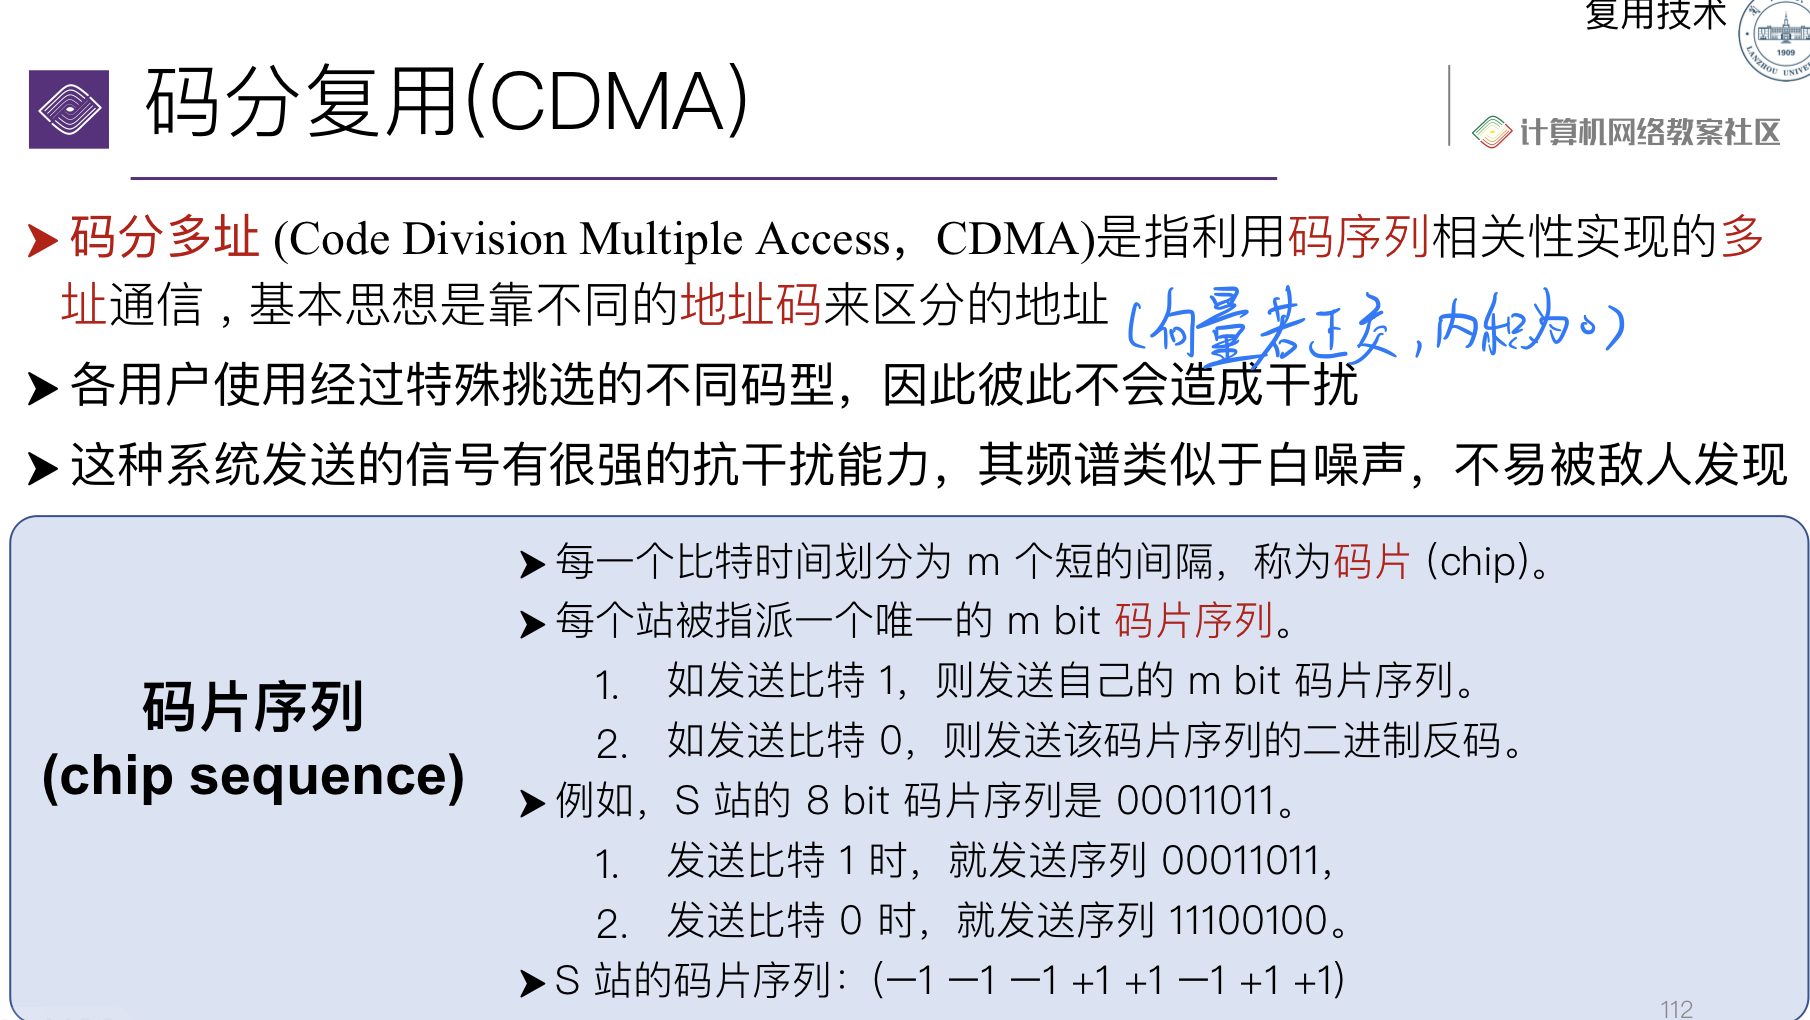 复用技术
码分复用(CDMA)
计算机网络教案社区
1909
LANZHOU UNIVE
➤码分多址 (Code Division Multiple Access，CDMA)是指利用码序列相关性实现的多
址通信，基本思想是靠不同的地址码来区分的地址
(向量若正交，内积为0)
➤各用户使用经过特殊挑选的不同码型，因此彼此不会造成干扰
➤这种系统发送的信号有很强的抗干扰能力，其频谱类似于白噪声，不易被敌人发现
码片序列
(chip sequence)
➤每一个比特时间划分为 m 个短的间隔，称为码片 (chip)。
➤每个站被指派一个唯一的 m bit 码片序列。
1. 如发送比特 1，则发送自己的 m bit 码片序列。
2. 如发送比特 0，则发送该码片序列的二进制反码。
➤例如，S 站的 8 bit 码片序列是 00011011。
1. 发送比特 1 时，就发送序列 00011011，
2. 发送比特 0 时，就发送序列 11100100。
➤S 站的码片序列：(–1 –1 –1 +1 +1 –1 +1 +1)
112